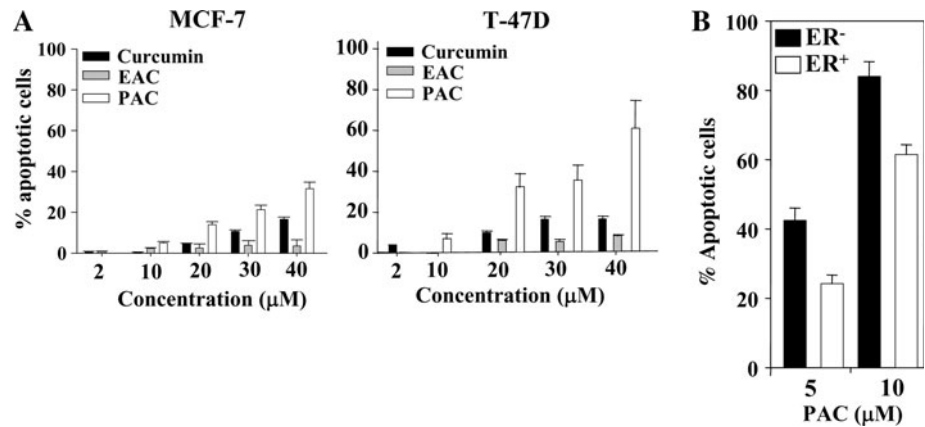 A
MCF-7
T-47D
B
100
80
60
40
20
0
% apoptotic cells
Curcumin
EAC
PAC
2 10 20 30 40
Concentration (μM)
100
80
60
40
20
0
Curcumin
EAC
PAC
2 10 20 30 40
Concentration (μM)
100
80
60
40
20
0
% Apoptotic cells
ER⁻
ER⁺
5 10
PAC (μM)